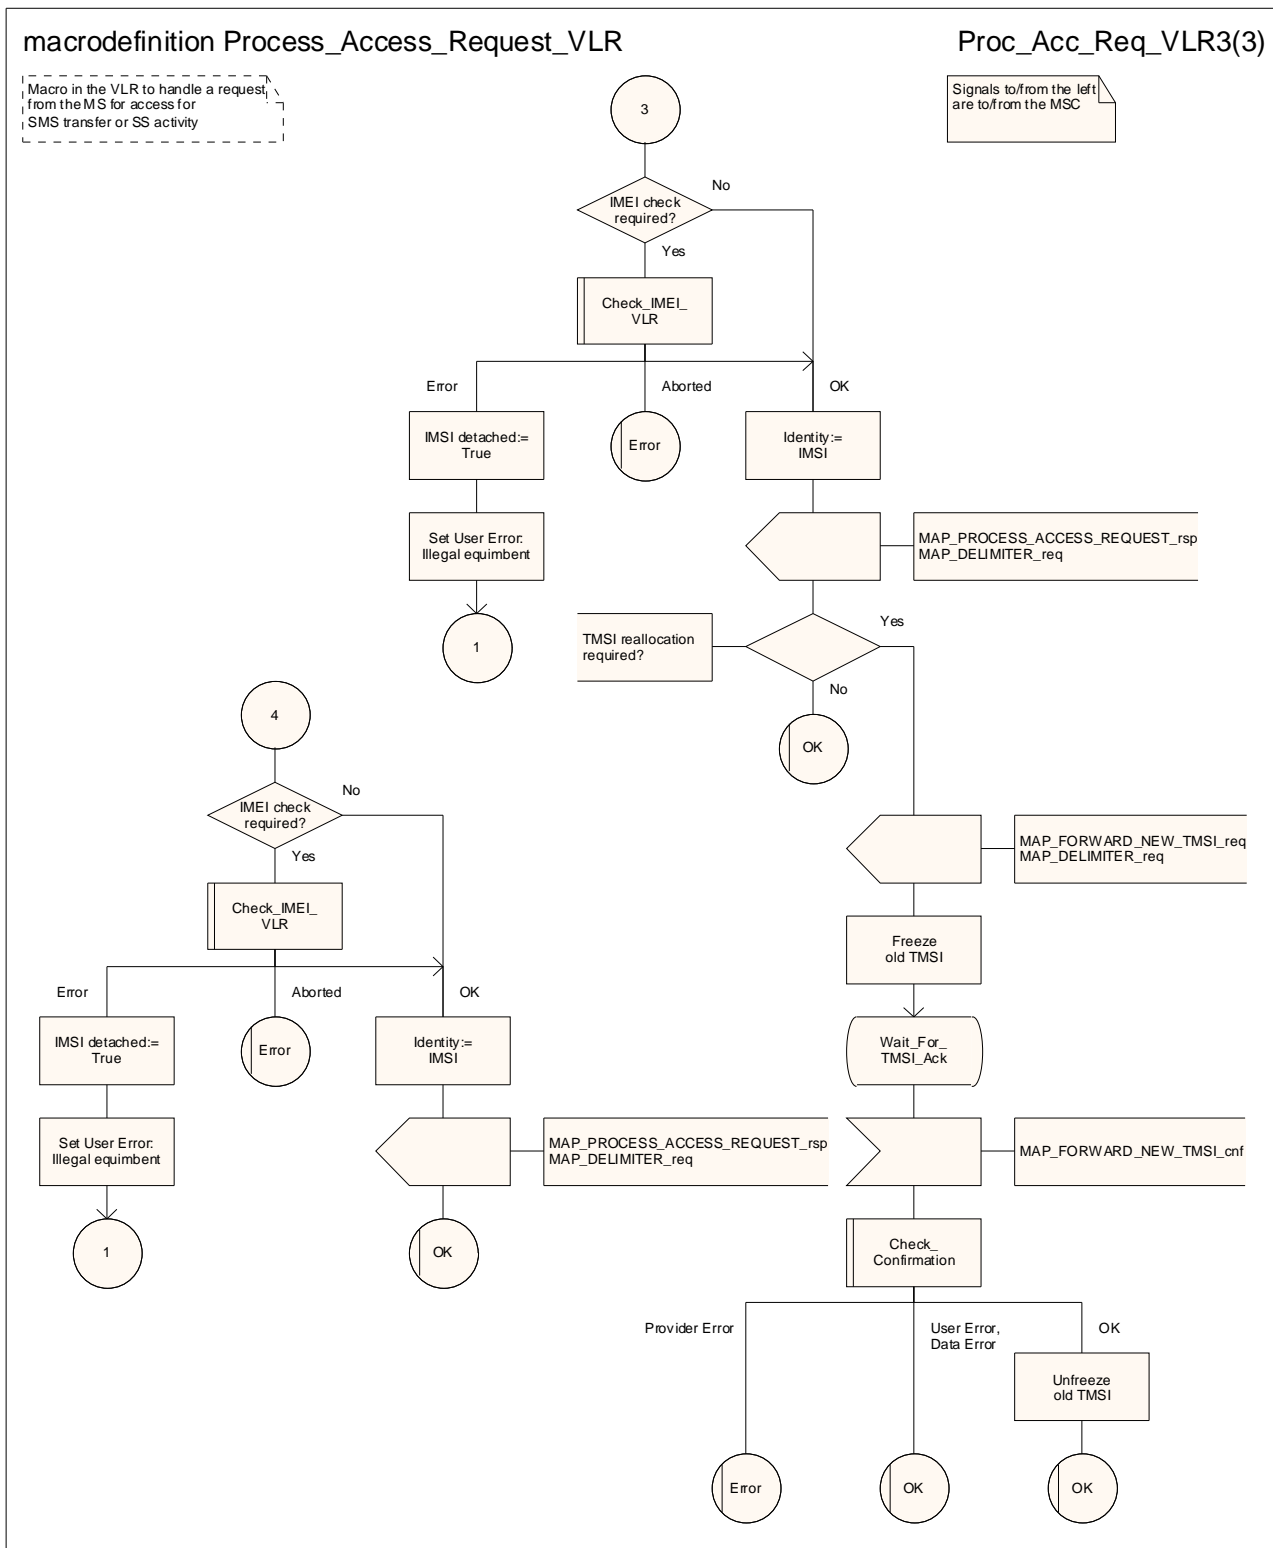 macrodefinition Process_Access_Request_VLR
Proc_Acc_Req_VLR3(3)
Macro in the VLR to handle a request
from the MS for access for
SMS transfer or SS activity
Signals to/from the left
are to/from the MSC
3
No
IMEI check
required?
Yes
Check_IMEI_
VLR
Error
Aborted
OK
IMSI detached:=
True
Error
Identity:=
IMSI
Set User Error:
Illegal equimbent
MAP_PROCESS_ACCESS_REQUEST_rsp
MAP_DELIMITER_req
1
TMSI reallocation
required?
Yes
No
OK
4
No
IMEI check
required?
Yes
Check_IMEI_
VLR
Error
Aborted
OK
IMSI detached:=
True
Error
Identity:=
IMSI
Set User Error:
Illegal equimbent
MAP_PROCESS_ACCESS_REQUEST_rsp
MAP_DELIMITER_req
1
OK
MAP_FORWARD_NEW_TMSI_req
MAP_DELIMITER_req
Freeze
old TMSI
Wait_For_
TMSI_Ack
MAP_FORWARD_NEW_TMSI_cnf
Check_
Confirmation
Provider Error
User Error,
Data Error
OK
Unfreeze
old TMSI
Error
OK
OK